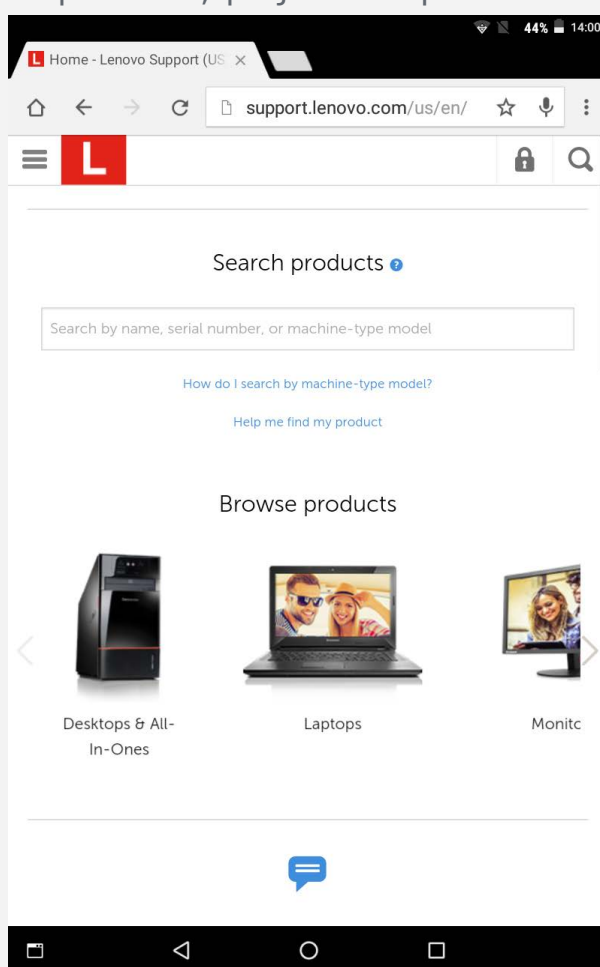 44% 14:00
L Home - Lenovo Support (US
support.lenovo.com/us/en/
L
Search products ?
Search by name, serial number, or machine-type model
How do I search by machine-type model?
Help me find my product
Browse products
Desktops & All-
In-Ones
Laptops
Monitc